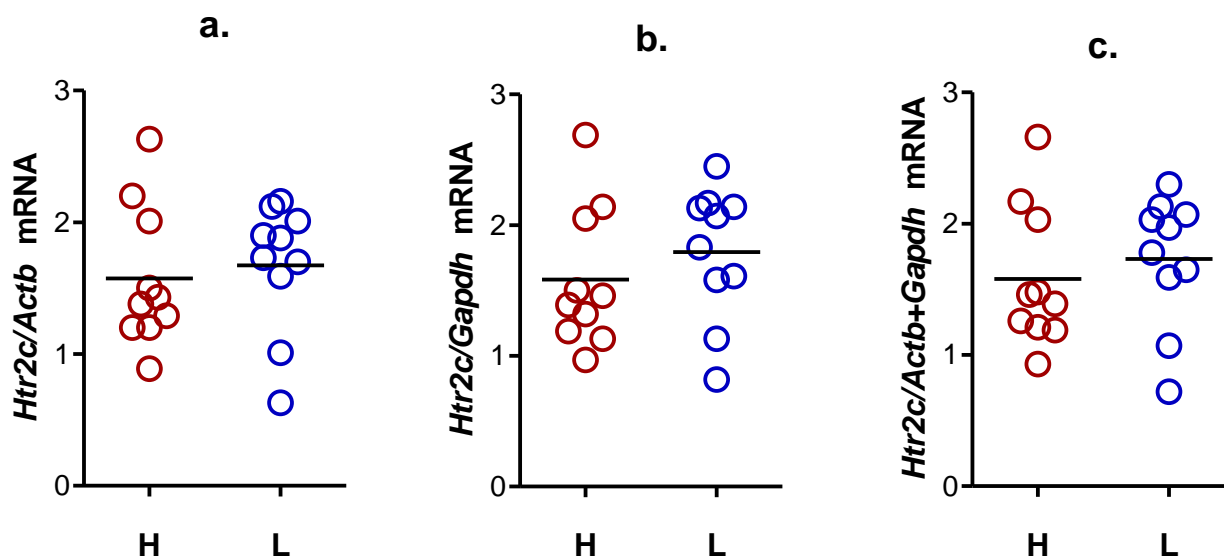 a.
Htr2c/Actb mRNA
3
2
1
0
H L
b.
Htr2c/Gapdh mRNA
3
2
1
0
H L
c.
Htr2c/Actb+Gapdh mRNA
3
2
1
0
H L